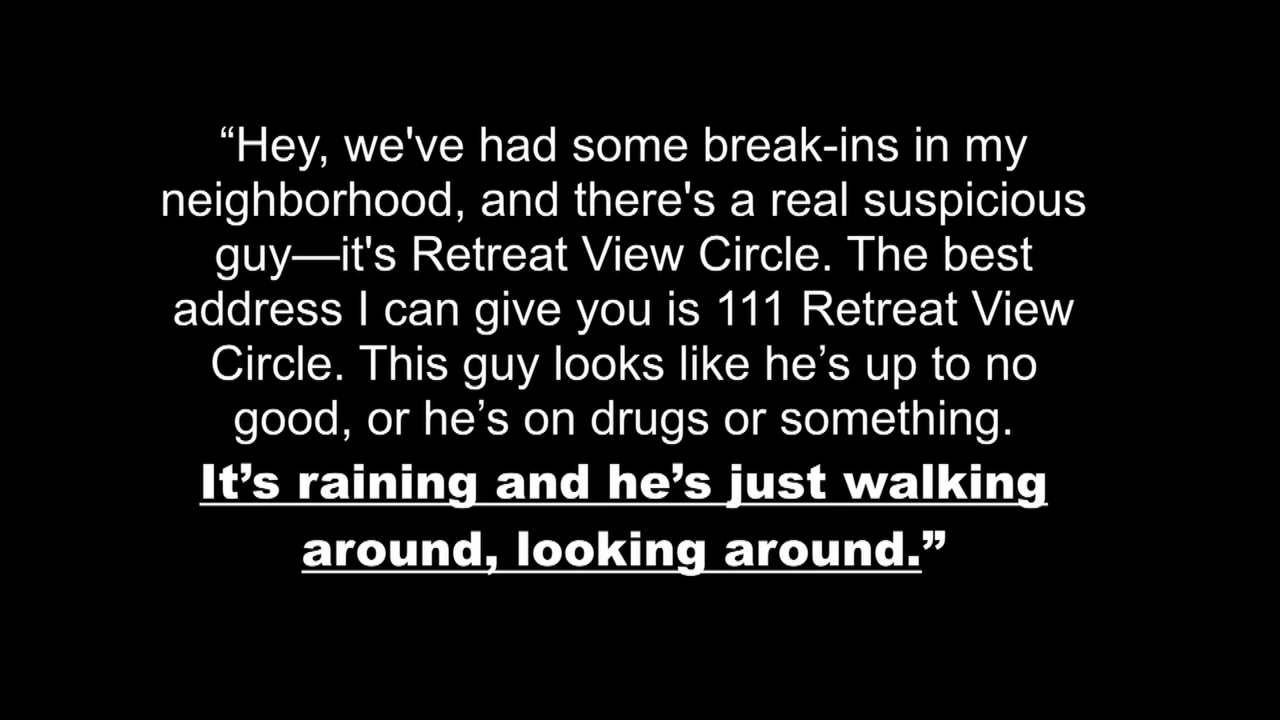 “Hey, we've had some break-ins in my
neighborhood, and there's a real suspicious
guy—it's Retreat View Circle. The best
address I can give you is 111 Retreat View
Circle. This guy looks like he’s up to no
good, or he’s on drugs or something.
It’s raining and he’s just walking
around, looking around.”